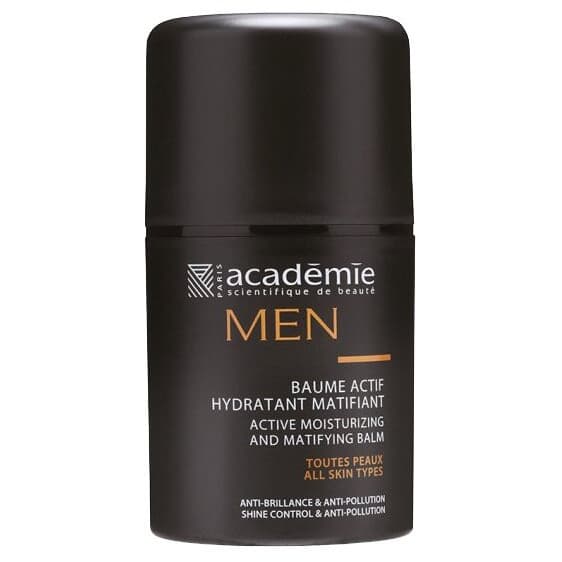 PARIS
académie
scientifique de beauté
MEN
BAUME ACTIF
HYDRATANT MATIFIANT
ACTIVE MOISTURIZING
AND MATIFYING BALM
TOUTES PEAUX
ALL SKIN TYPES
ANTI-BRILLANCE & ANTI-POLLUTION
SHINE CONTROL & ANTI-POLLUTION